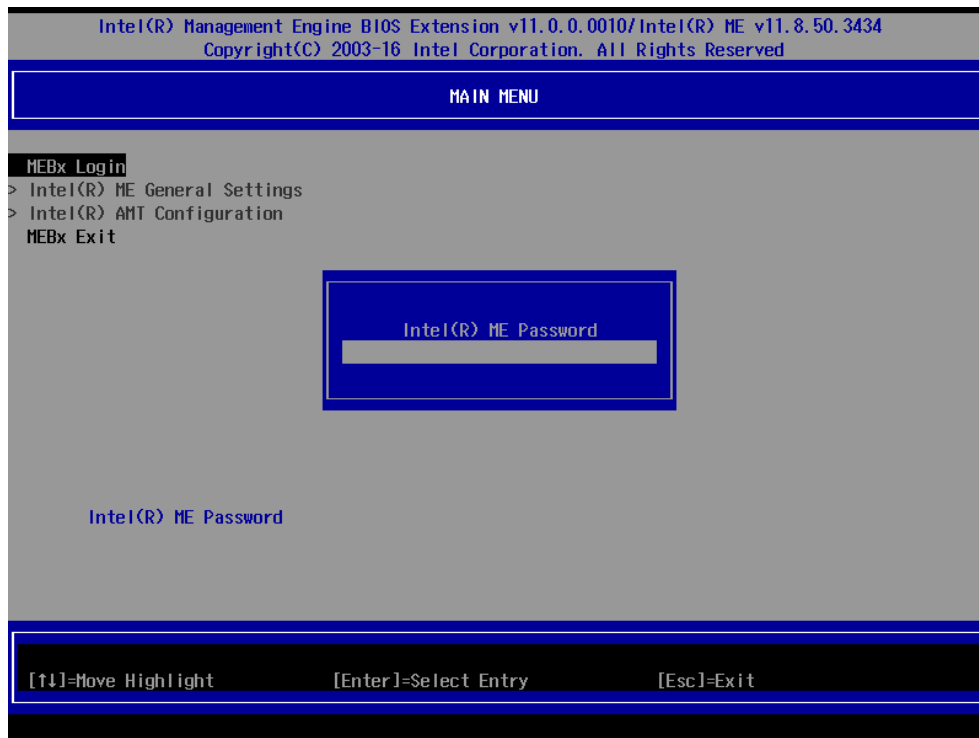 Intel(R) Management Engine BIOS Extension v11.0.0.0010/Intel(R) ME v11.8.50.3434
Copyright(C) 2003-16 Intel Corporation. All Rights Reserved
MAIN MENU
MEBx Login
> Intel(R) ME General Settings
> Intel(R) AMT Configuration
MEBx Exit
Intel(R) ME Password
Intel(R) ME Password
[↑↓]=Move Highlight [Enter]=Select Entry [Esc]=Exit